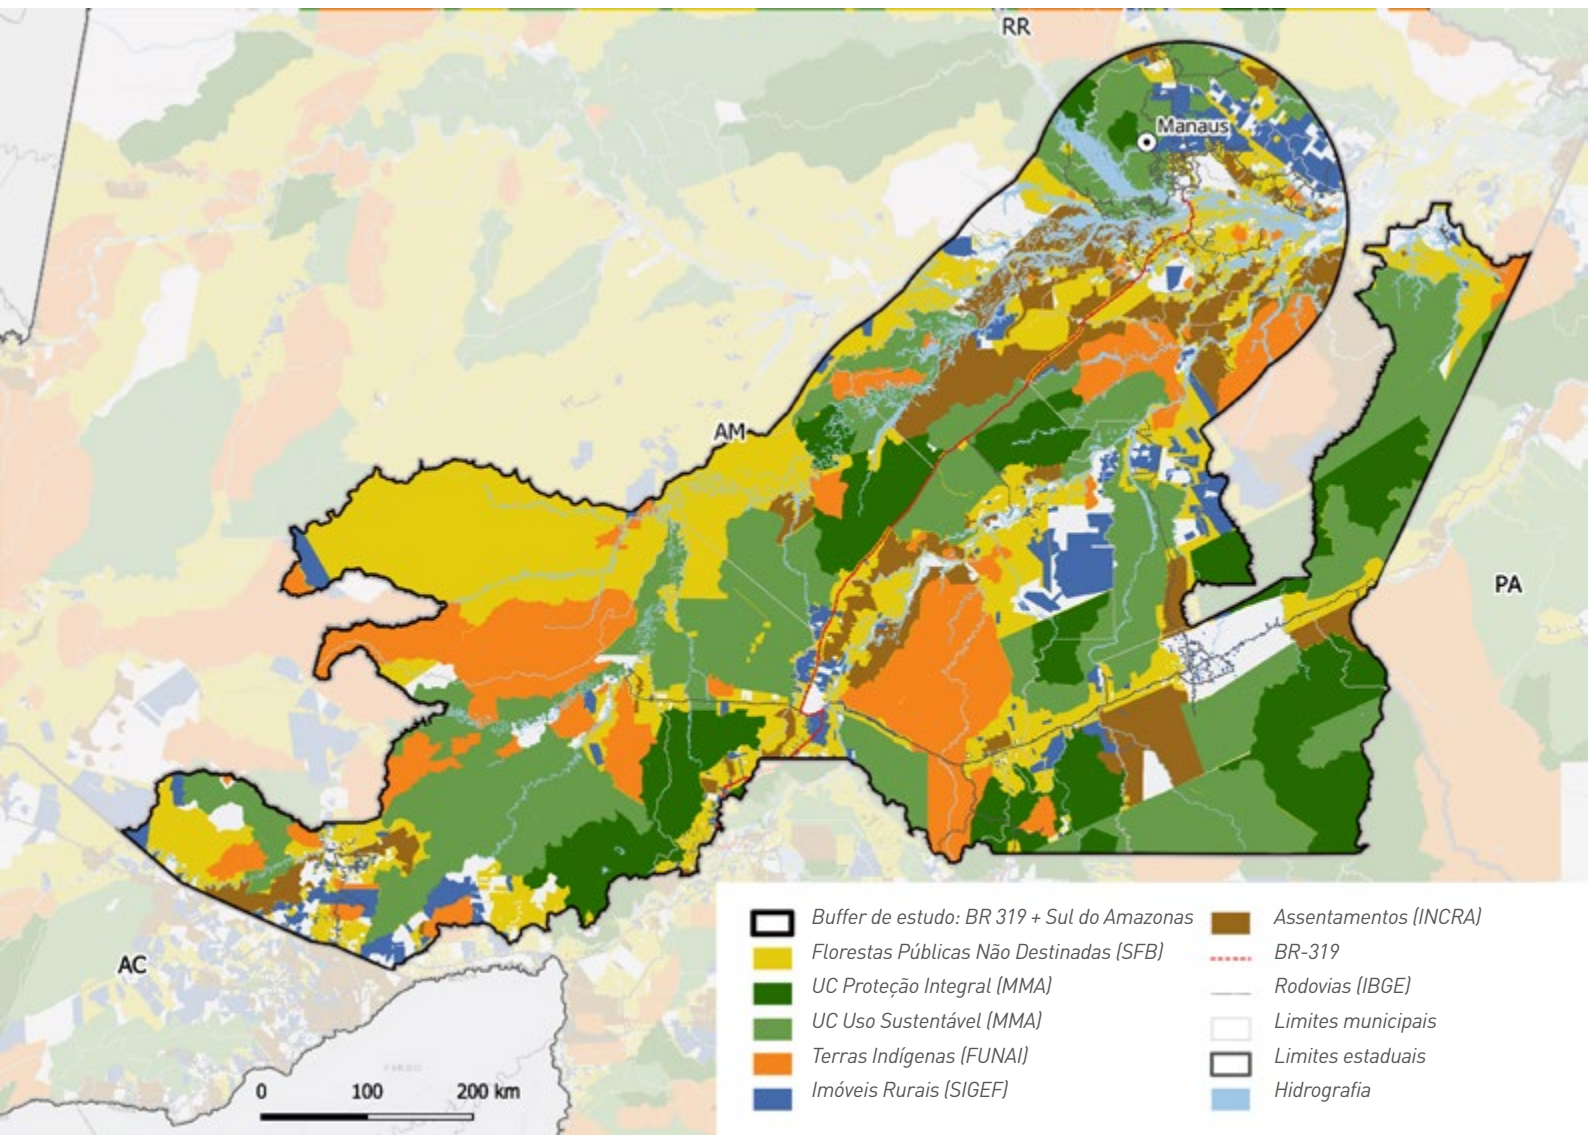 RR
Manaus
AM
PA
AC
0 100 200 km
Buffer de estudo: BR 319 + Sul do Amazonas
Florestas Públicas Não Destinadas (SFB)
UC Proteção Integral (MMA)
UC Uso Sustentável (MMA)
Terras Indígenas (FUNAI)
Imóveis Rurais (SIGEF)
Assentamentos (INCRA)
BR-319
Rodovias (IBGE)
Limites municipais
Limites estaduais
Hidrografia